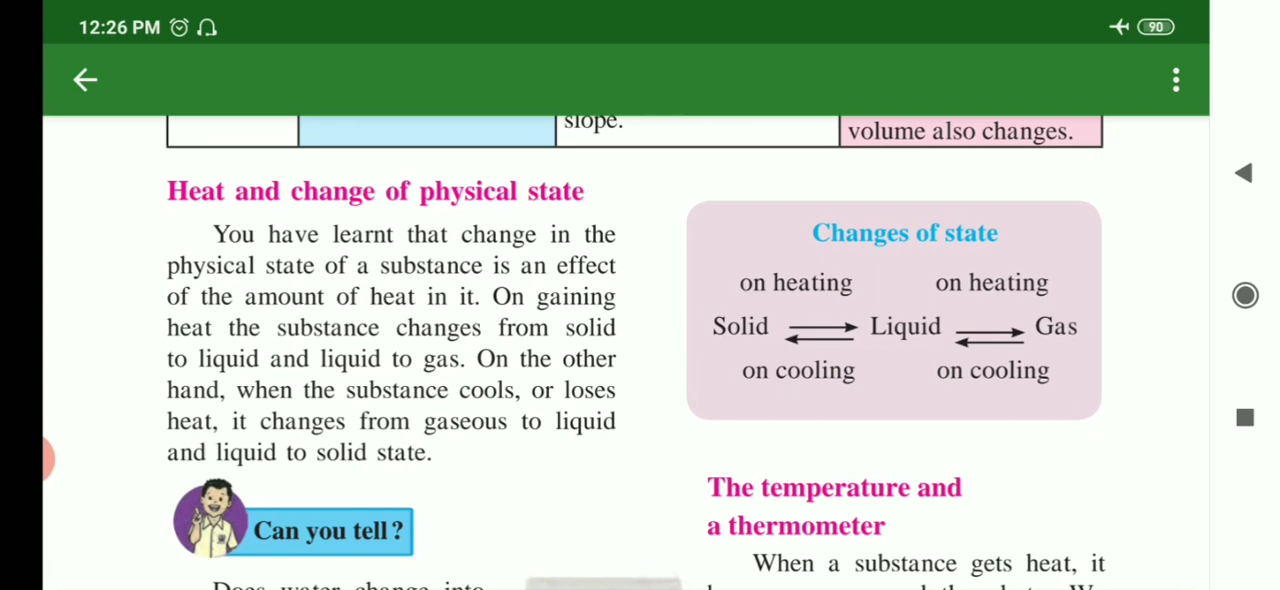 12:26 PM
90
slope.
volume also changes.
Heat and change of physical state
You have learnt that change in the
physical state of a substance is an effect
of the amount of heat in it. On gaining
heat the substance changes from solid
to liquid and liquid to gas. On the other
hand, when the substance cools, or loses
heat, it changes from gaseous to liquid
and liquid to solid state.
Can you tell?
Does water change into
Changes of state
on heating on heating
Solid Liquid Gas
on cooling on cooling
The temperature and
a thermometer
When a substance gets heat, it